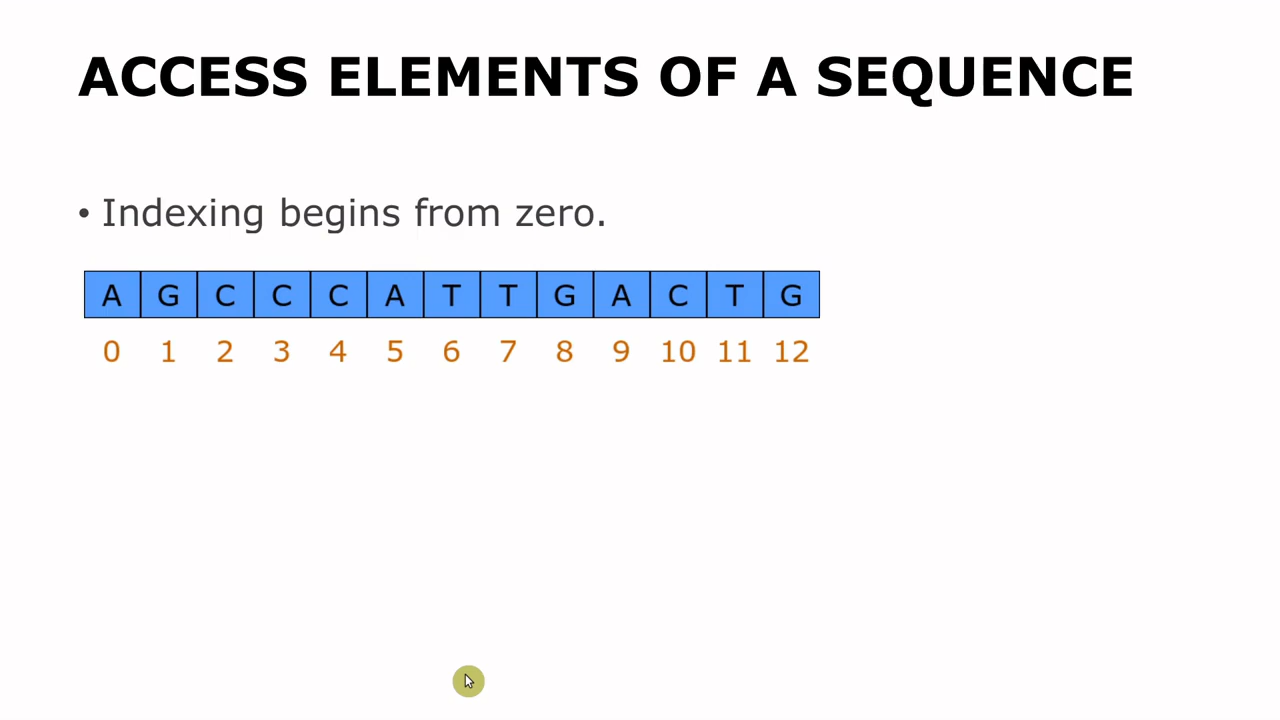 ACCESS ELEMENTS OF A SEQUENCE
• Indexing begins from zero.
A G C C C A T T G A C T G
0 1 2 3 4 5 6 7 8 9 10 11 12